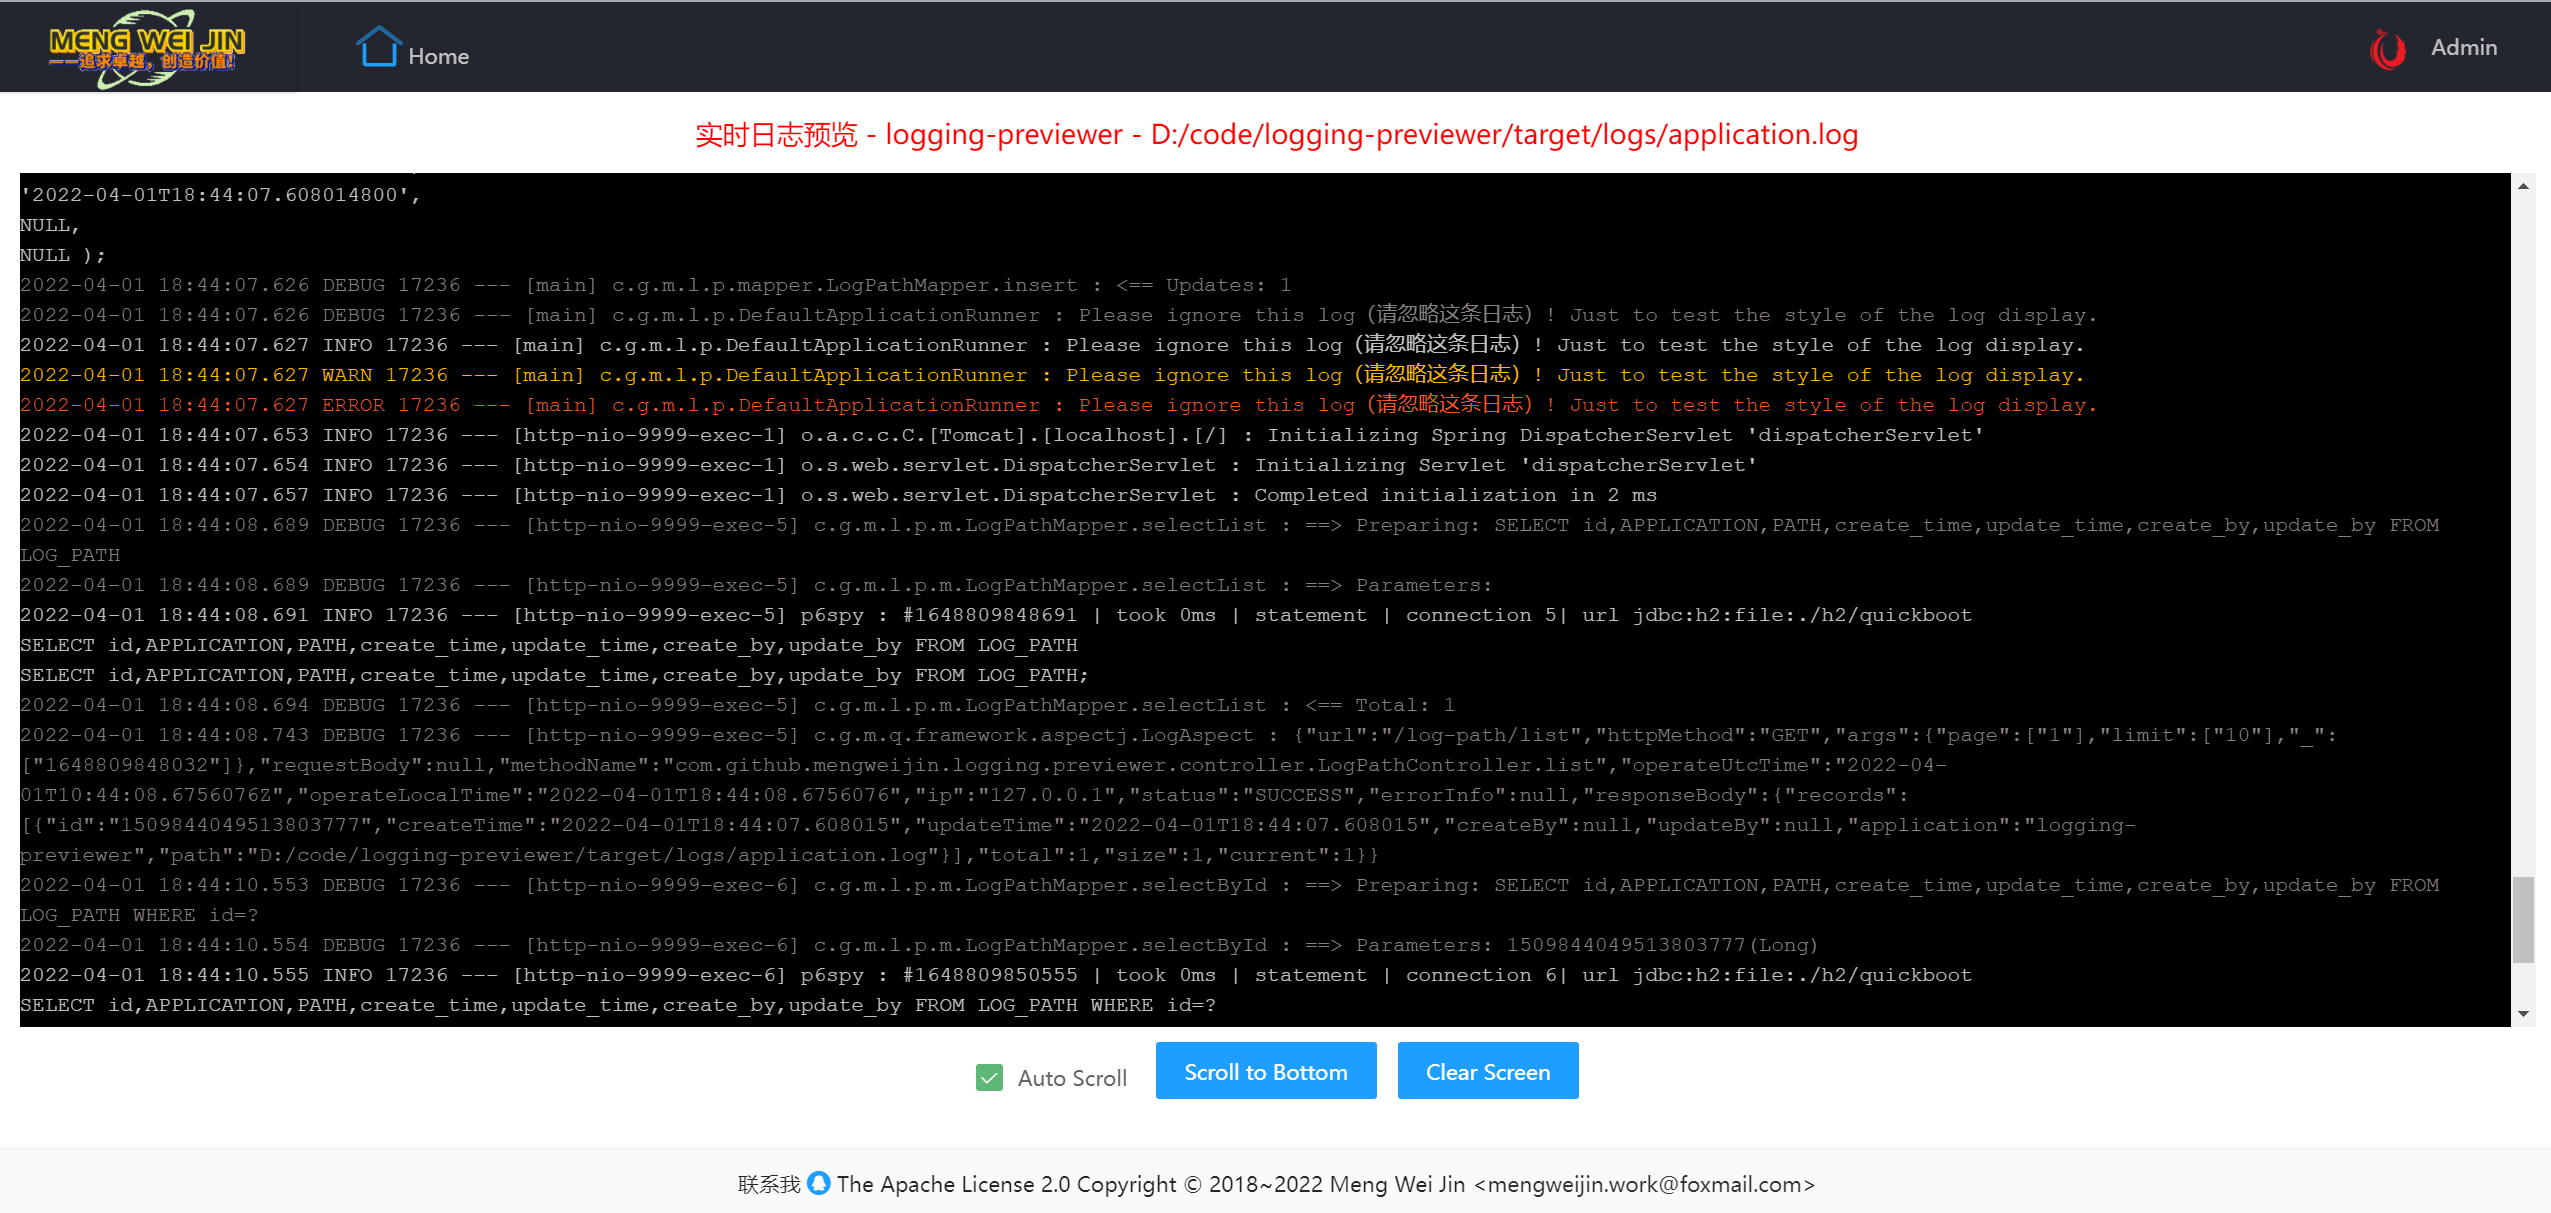 MENG WEI JIN
——追求卓越，创造价值！
Home
Admin
实时日志预览 - logging-previewer - D:/code/logging-previewer/target/logs/application.log
'2022-04-01T18:44:07.608014800',
NULL,
NULL );
2022-04-01 18:44:07.626 DEBUG 17236 --- [main] c.g.m.l.p.mapper.LogPathMapper.insert : <== Updates: 1
2022-04-01 18:44:07.626 DEBUG 17236 --- [main] c.g.m.l.p.DefaultApplicationRunner : Please ignore this log（请忽略这条日志）! Just to test the style of the log display.
2022-04-01 18:44:07.627 INFO 17236 --- [main] c.g.m.l.p.DefaultApplicationRunner : Please ignore this log（请忽略这条日志）! Just to test the style of the log display.
2022-04-01 18:44:07.627 WARN 17236 --- [main] c.g.m.l.p.DefaultApplicationRunner : Please ignore this log（请忽略这条日志）! Just to test the style of the log display.
2022-04-01 18:44:07.627 ERROR 17236 --- [main] c.g.m.l.p.DefaultApplicationRunner : Please ignore this log（请忽略这条日志）! Just to test the style of the log display.
2022-04-01 18:44:07.653 INFO 17236 --- [http-nio-9999-exec-1] o.a.c.c.C.[Tomcat].[localhost].[/] : Initializing Spring DispatcherServlet 'dispatcherServlet'
2022-04-01 18:44:07.654 INFO 17236 --- [http-nio-9999-exec-1] o.s.web.servlet.DispatcherServlet : Initializing Servlet 'dispatcherServlet'
2022-04-01 18:44:07.657 INFO 17236 --- [http-nio-9999-exec-1] o.s.web.servlet.DispatcherServlet : Completed initialization in 2 ms
2022-04-01 18:44:08.689 DEBUG 17236 --- [http-nio-9999-exec-5] c.g.m.l.p.m.LogPathMapper.selectList : ==> Preparing: SELECT id,APPLICATION,PATH,create_time,update_time,create_by,update_by FROM
LOG_PATH
2022-04-01 18:44:08.689 DEBUG 17236 --- [http-nio-9999-exec-5] c.g.m.l.p.m.LogPathMapper.selectList : ==> Parameters:
2022-04-01 18:44:08.691 INFO 17236 --- [http-nio-9999-exec-5] p6spy : #1648809848691 | took 0ms | statement | connection 5| url jdbc:h2:file:./h2/quickboot
SELECT id,APPLICATION,PATH,create_time,update_time,create_by,update_by FROM LOG_PATH
SELECT id,APPLICATION,PATH,create_time,update_time,create_by,update_by FROM LOG_PATH;
2022-04-01 18:44:08.694 DEBUG 17236 --- [http-nio-9999-exec-5] c.g.m.l.p.m.LogPathMapper.selectList : <== Total: 1
2022-04-01 18:44:08.743 DEBUG 17236 --- [http-nio-9999-exec-5] c.g.m.q.framework.aspectj.LogAspect : {"url":"/log-path/list","httpMethod":"GET","args":{"page":["1"],"limit":["10"],"_":
["1648809848032"]},"requestBody":null,"methodName":"com.github.mengweijin.logging.previewer.controller.LogPathController.list","operateUtcTime":"2022-04-
01T10:44:08.6756076Z","operateLocalTime":"2022-04-01T18:44:08.6756076","ip":"127.0.0.1","status":"SUCCESS","errorInfo":null,"responseBody":{"records":
[{"id":"1509844049513803777","createTime":"2022-04-01T18:44:07.608015","updateTime":"2022-04-01T18:44:07.608015","createBy":null,"updateBy":null,"application":"logging-
previewer","path":"D:/code/logging-previewer/target/logs/application.log"}],"total":1,"size":1,"current":1}}
2022-04-01 18:44:10.553 DEBUG 17236 --- [http-nio-9999-exec-6] c.g.m.l.p.m.LogPathMapper.selectById : ==> Preparing: SELECT id,APPLICATION,PATH,create_time,update_time,create_by,update_by FROM
LOG_PATH WHERE id=?
2022-04-01 18:44:10.554 DEBUG 17236 --- [http-nio-9999-exec-6] c.g.m.l.p.m.LogPathMapper.selectById : ==> Parameters: 1509844049513803777(Long)
2022-04-01 18:44:10.555 INFO 17236 --- [http-nio-9999-exec-6] p6spy : #1648809850555 | took 0ms | statement | connection 6| url jdbc:h2:file:./h2/quickboot
SELECT id,APPLICATION,PATH,create_time,update_time,create_by,update_by FROM LOG_PATH WHERE id=?
Auto Scroll
Scroll to Bottom
Clear Screen
联系我 The Apache License 2.0 Copyright © 2018~2022 Meng Wei Jin <mengweijin.work@foxmail.com>